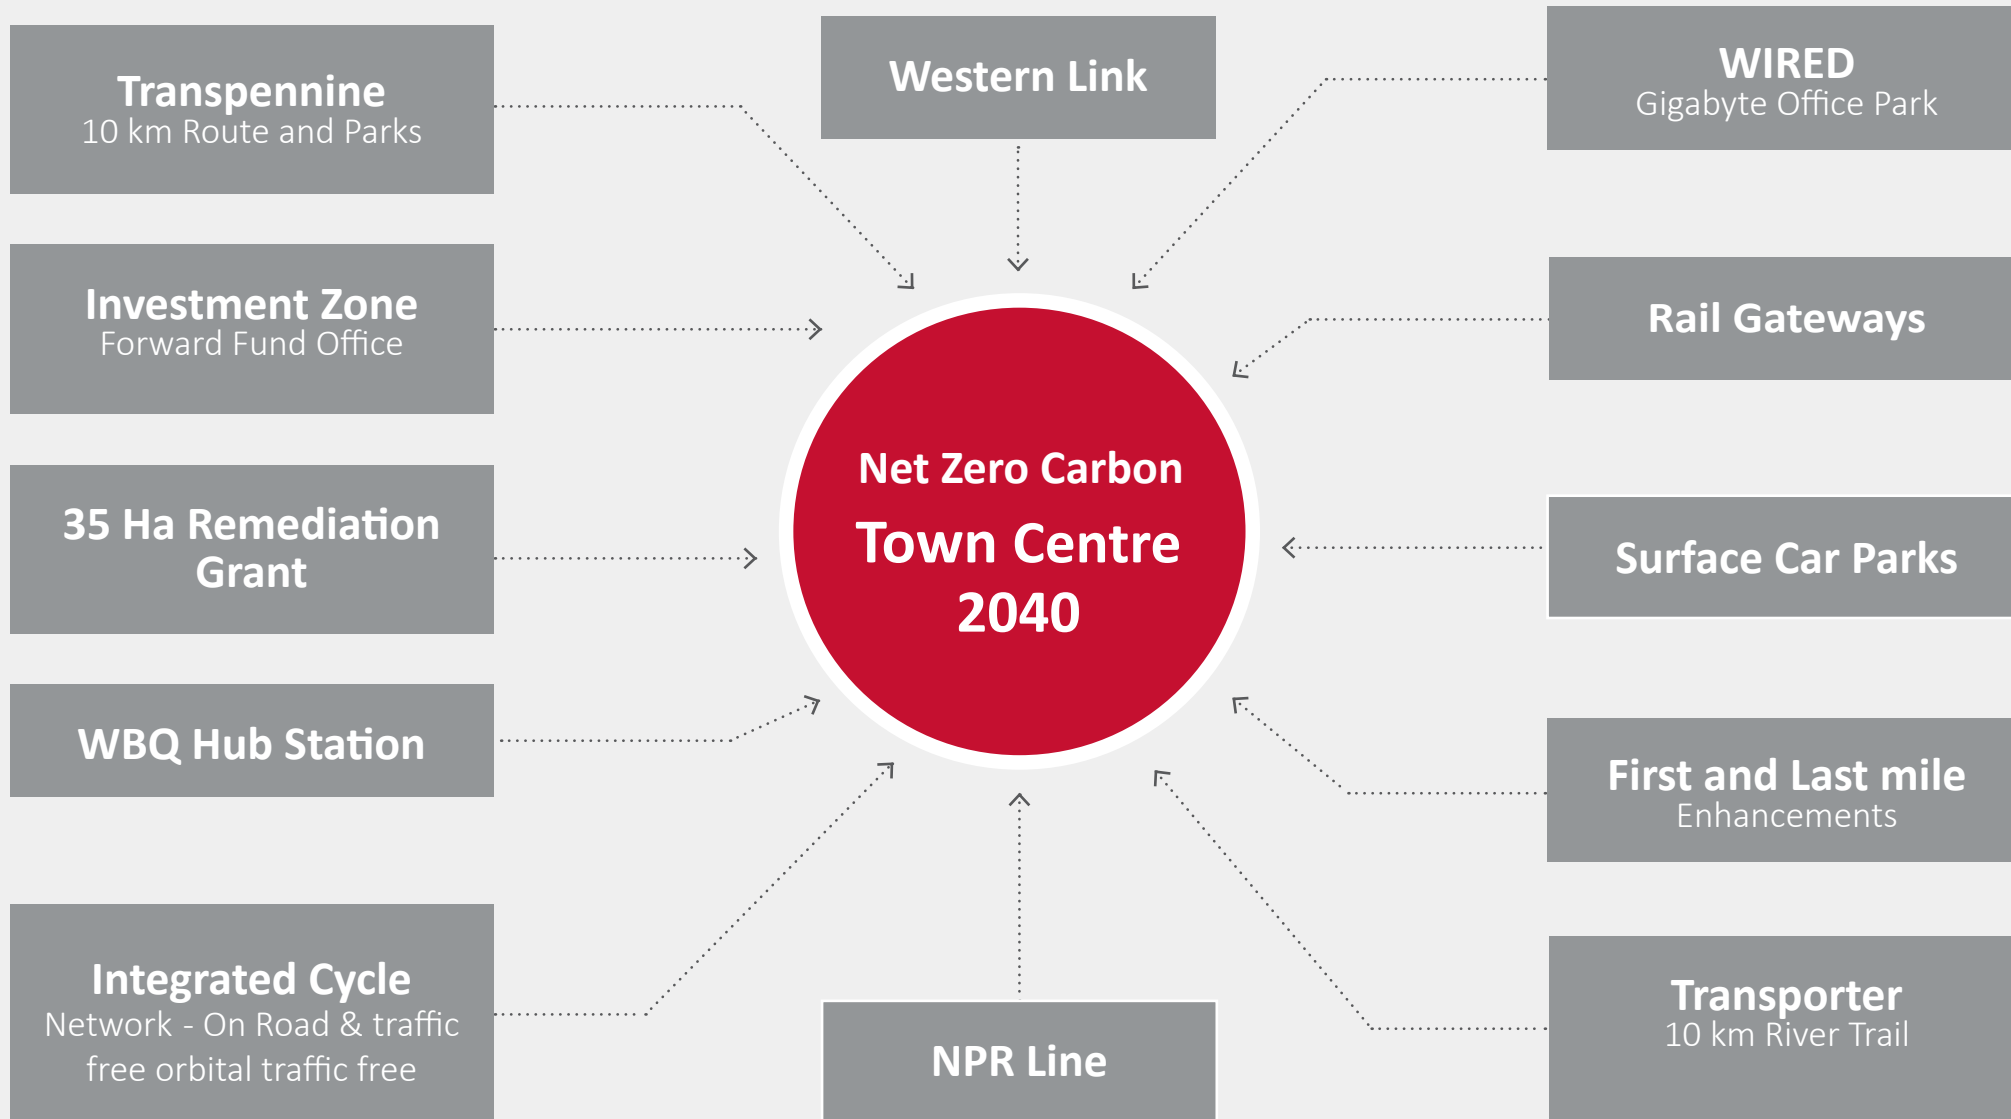 Transpennine
10 km Route and Parks
Western Link
WIRED
Gigabyte Office Park
Investment Zone
Forward Fund Office
Rail Gateways
35 Ha Remediation
Grant
Net Zero Carbon
Town Centre
2040
Surface Car Parks
WBQ Hub Station
First and Last mile
Enhancements
Integrated Cycle
Network - On Road & traffic
free orbital traffic free
NPR Line
Transporter
10 km River Trail